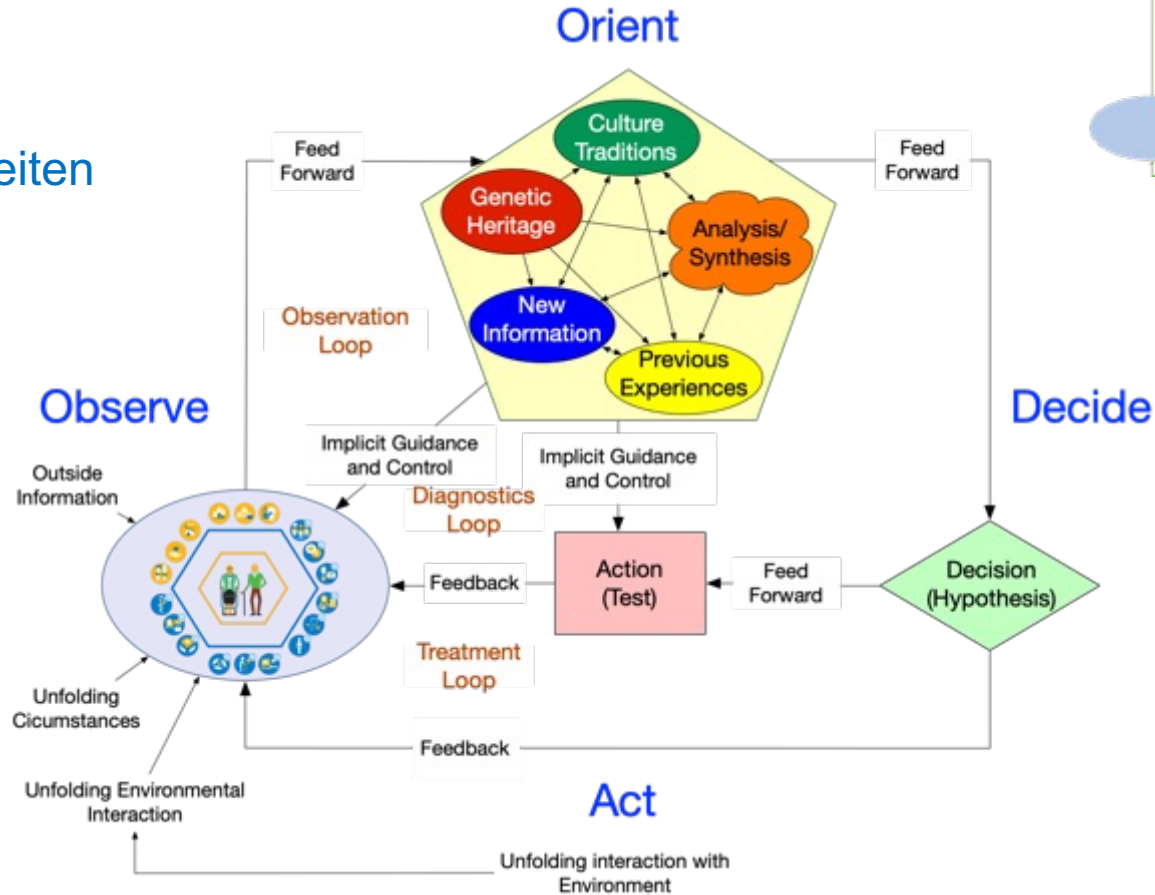 Orient
eiten
Feed
Forward
Feed
Forward
Culture
Traditions
Genetic
Heritage
Analysis/
Synthesis
New
Information
Previous
Experiences
Observation
Loop
Observe
Decide
Implicit Guidance
and Control
Implicit Guidance
and Control
Outside
Information
Diagnostics
Loop
Feedback
Action
(Test)
Feed
Forward
Decision
(Hypothesis)
Treatment
Loop
Unfolding
Cicumstances
Feedback
Unfolding Environmental
Interaction
Act
Unfolding interaction with
Environment